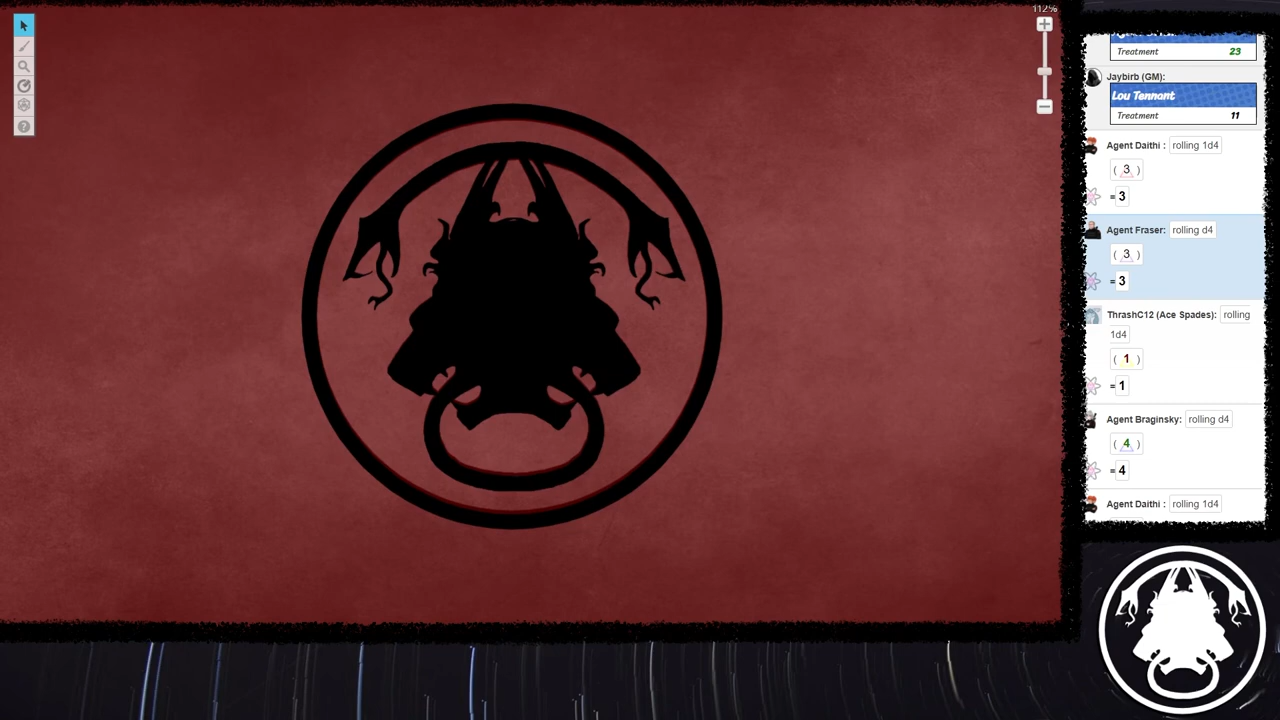 112%
Treatment 23
Jaybirb (GM):
Lou Tennant
Treatment 11
Agent Daithi : rolling 1d4
( 3 )
= 3
Agent Fraser: rolling d4
( 3 )
= 3
ThrashC12 (Ace Spades): rolling
1d4
( 1 )
= 1
Agent Braginsky: rolling d4
( 4 )
= 4
Agent Daithi : rolling 1d4